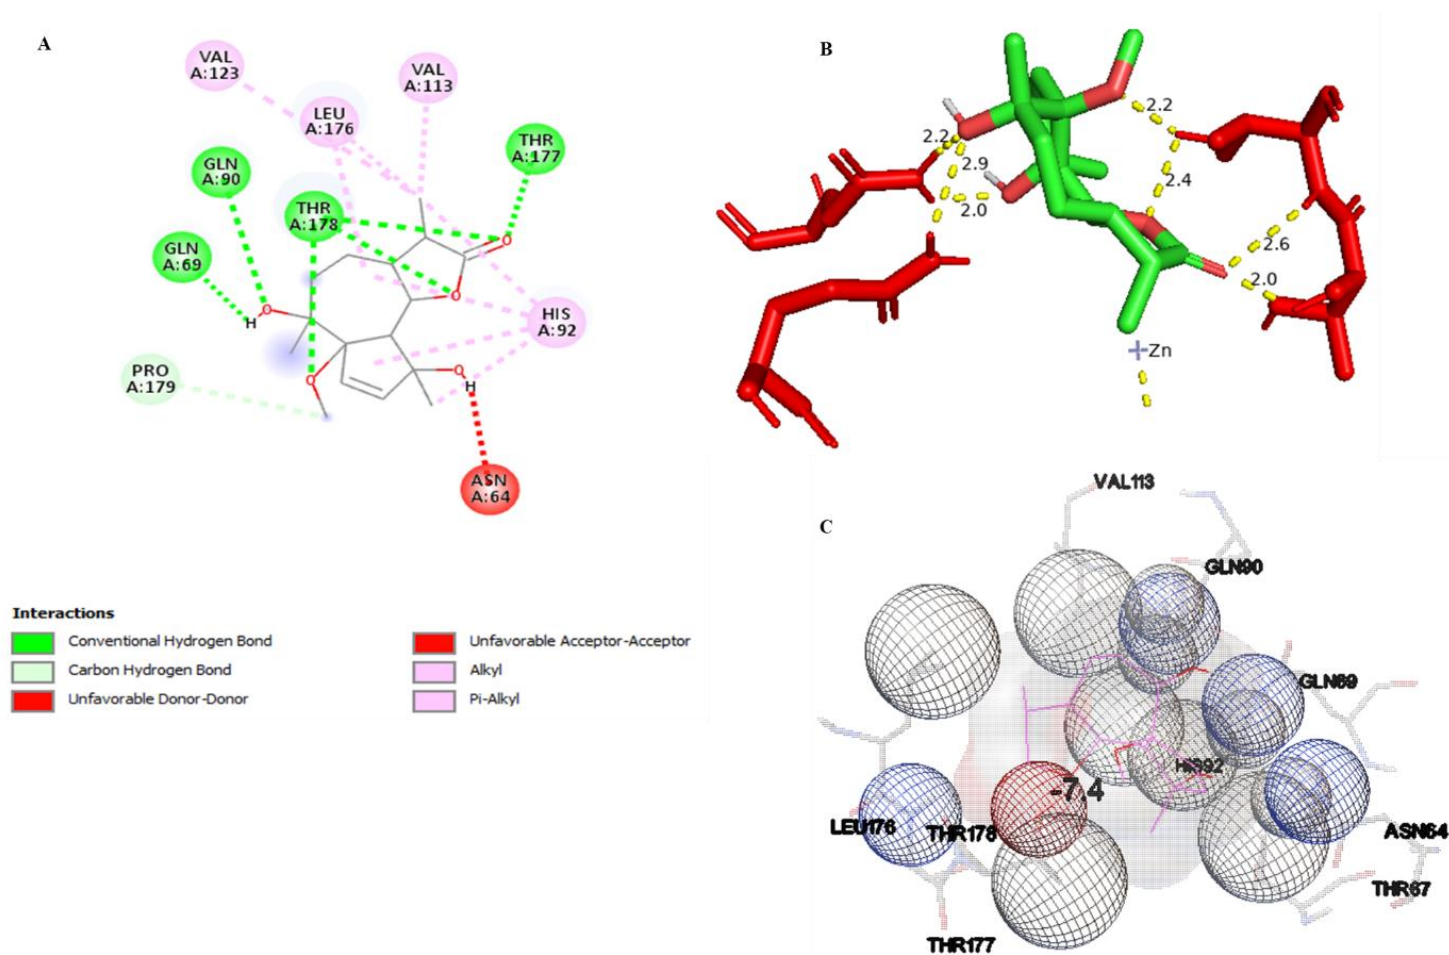 A
VAL
A:123
VAL
A:113
LEU
A:176
THR
A:177
GLN
A:90
THR
A:178
GLN
A:69
O
H
O
O
O
HIS
A:92
PRO
A:179
O
O
H
ASN
A:64
Interactions
Conventional Hydrogen Bond
Carbon Hydrogen Bond
Unfavorable Donor-Donor
Unfavorable Acceptor-Acceptor
Alkyl
Pi-Alkyl
B
2.2
2.2
2.9
2.4
2.0
2.6
2.0
Zn
C
VAL113
GLN90
GLN69
HIS92
-7.4
LEU176
THR178
ASN64
THR67
THR177